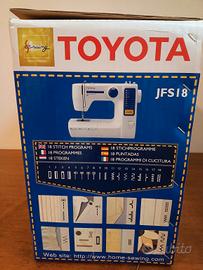 Sewing
TOYOTA
JFS18
18 STITCH PROGRAMS
18 STICHPROGRAMME
18 PROGRAMMES
18 PUNTADAS
18 STEKEN
18 PROGRAMMI DI CUCITURA
Web site: http://www.home-sewing.com